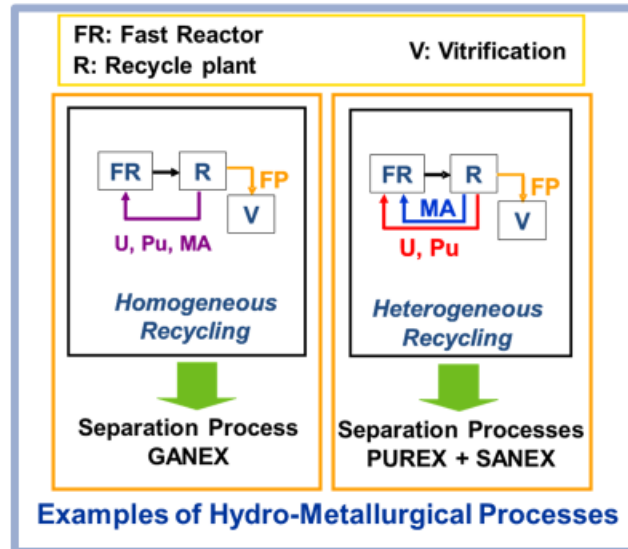 FR: Fast Reactor
R: Recycle plant
V: Vitrification
FR
R
FP
V
U, Pu, MA
Homogeneous
Recycling
Separation Process
GANEX
FR
R
MA
FP
V
U, Pu
Heterogeneous
Recycling
Separation Processes
PUREX + SANEX
Examples of Hydro-Metallurgical Processes